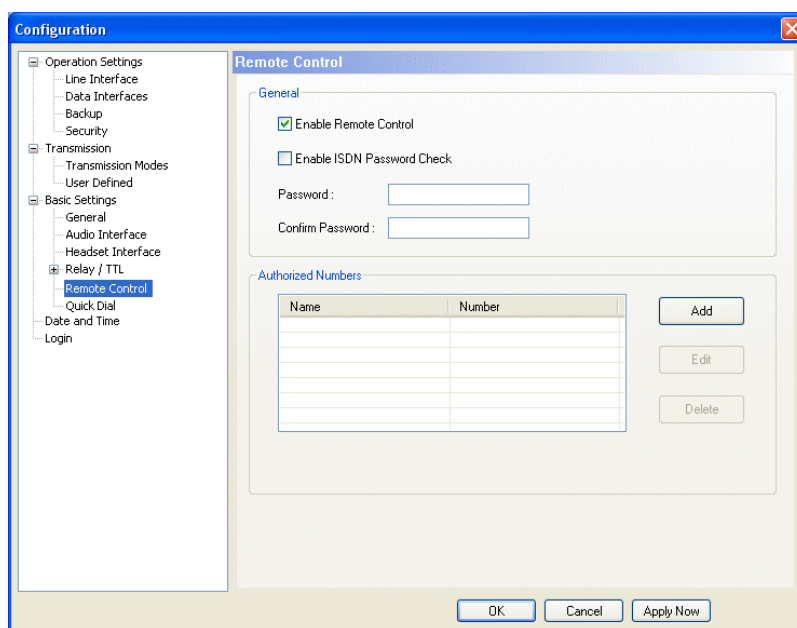 Configuration
Operation Settings
Line Interface
Data Interfaces
Backup
Security
Transmission
Transmission Modes
User Defined
Basic Settings
General
Audio Interface
Headset Interface
Relay / TTL
Remote Control
Quick Dial
Date and Time
Login
Remote Control
General
Enable Remote Control
Enable ISDN Password Check
Password :
Confirm Password :
Authorized Numbers
Name Number
Add
Edit
Delete
OK Cancel Apply Now